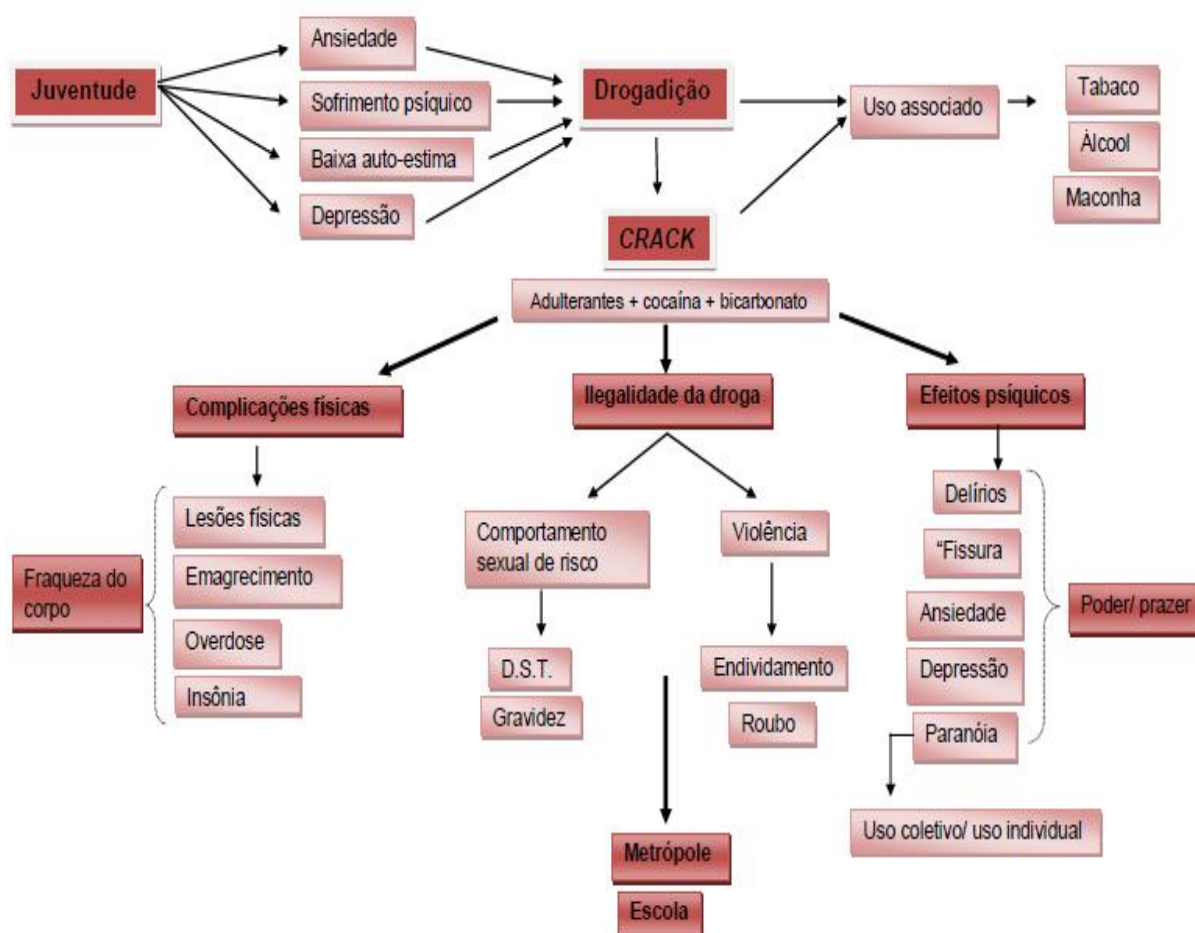 Juventude
Ansiedade
Sofrimento psíquico
Baixa auto-estima
Depressão
Drogadição
CRACK
Uso associado
Tabaco
Álcool
Maconha
Adulterantes + cocaína + bicarbonato
Complicações físicas
Ilegalidade da droga
Efeitos psíquicos
Fraqueza do
corpo
Lesões físicas
Emagrecimento
Overdose
Insônia
Comportamento
sexual de risco
D.S.T.
Gravidez
Violência
Endividamento
Roubo
Delírios
“Fissura
Ansiedade
Depressão
Paranóia
Poder/ prazer
Uso coletivo/ uso individual
Metrópole
Escola